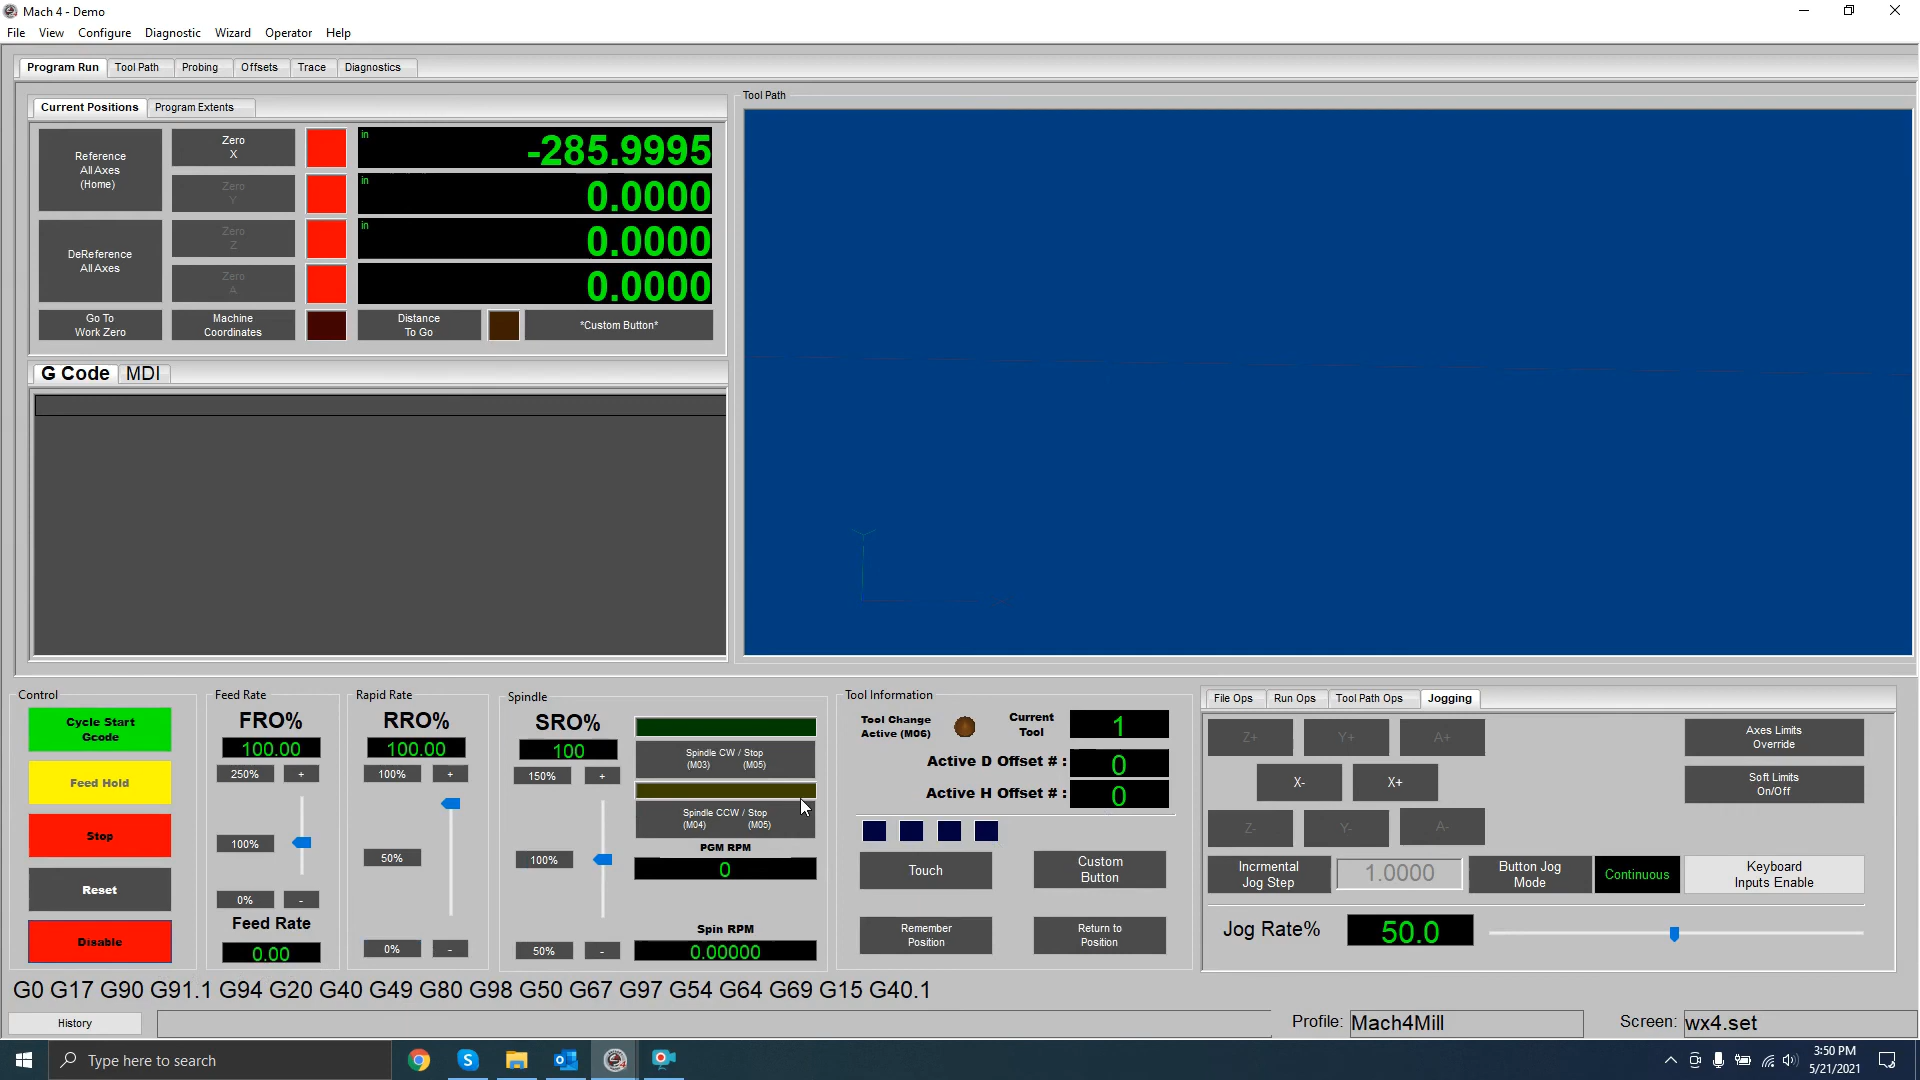 Mach 4 - Demo
File View Configure Diagnostic Wizard Operator Help
Program Run Tool Path Probing Offsets Trace Diagnostics
Current Positions Program Extents
Reference
All Axes
(Home)
Zero
X
in
-285.9995
Zero
Y
in
0.0000
DeReference
All Axes
Zero
Z
in
0.0000
Zero
A
0.0000
Go To
Work Zero
Machine
Coordinates
Distance
To Go
*Custom Button*
Tool Path
G Code MDI
Control
Cycle Start
Gcode
Feed Hold
Stop
Reset
Disable
Feed Rate
FRO%
100.00
250% +
100%
0% -
Feed Rate
0.00
Rapid Rate
RRO%
100.00
100% +
50%
0% -
Spindle
SRO%
100
150% +
100%
50% -
Spindle CW / Stop
(M03) (M05)
Spindle CCW / Stop
(M04) (M05)
PGM RPM
0
Spin RPM
0.00000
Tool Information
Tool Change
Active (M06)
Current
Tool
1
Active D Offset # : 0
Active H Offset # : 0
Touch
Custom
Button
Remember
Position
Return to
Position
File Ops Run Ops Tool Path Ops Jogging
Z+ Y+ A+
X- X+
Z- Y- A-
Axes Limits
Override
Soft Limits
On/Off
Incrmental
Jog Step
1.0000
Button Jog
Mode
Continuous
Keyboard
Inputs Enable
Jog Rate% 50.0
G0 G17 G90 G91.1 G94 G20 G40 G49 G80 G98 G50 G67 G97 G54 G64 G69 G15 G40.1
History
Profile: Mach4Mill
Screen: wx4.set
Type here to search
3:50 PM
5/21/2021